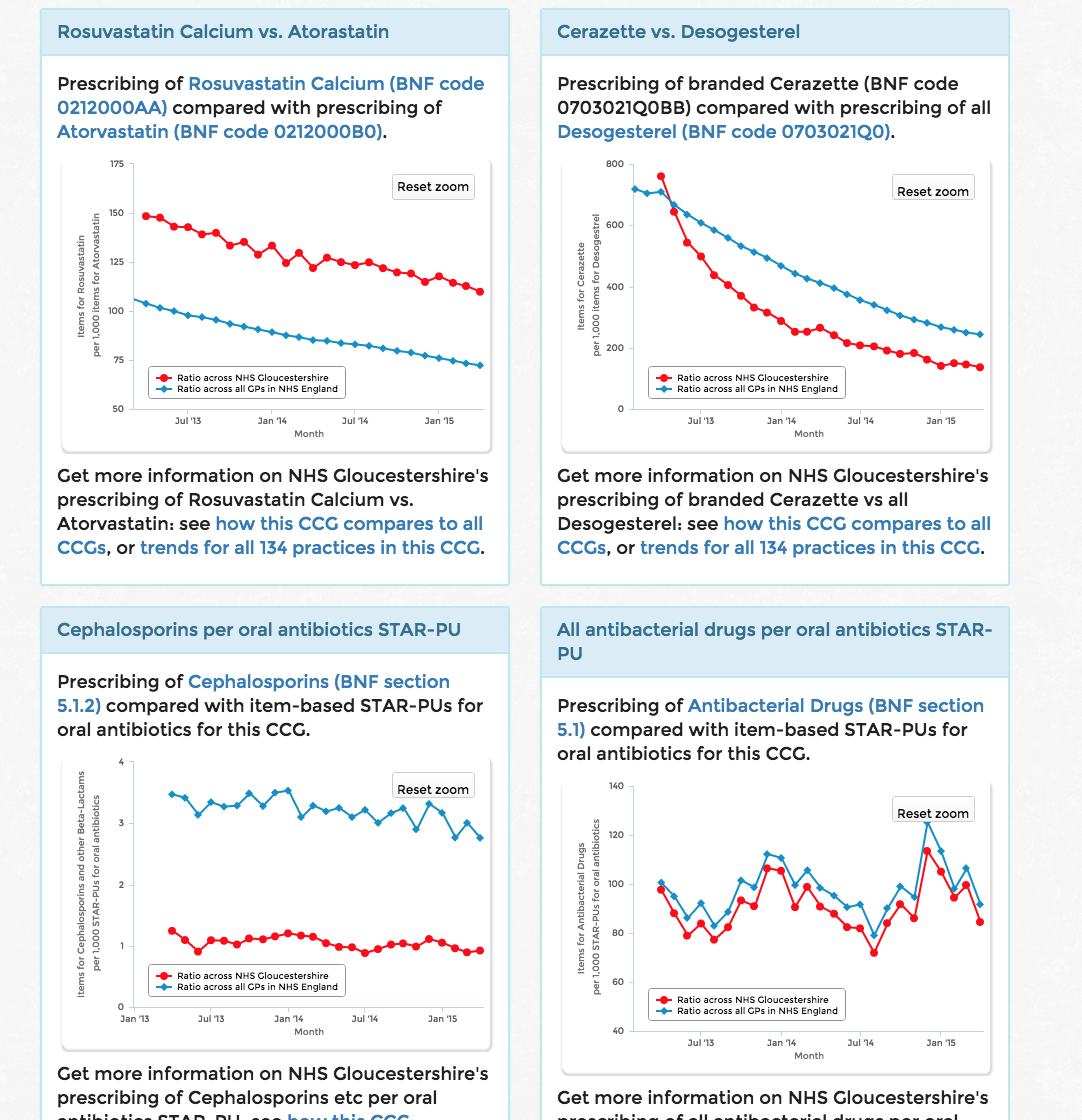 Rosuvastatin Calcium vs. Atorastatin
Prescribing of Rosuvastatin Calcium (BNF code
0212000AA) compared with prescribing of
Atorvastatin (BNF code 0212000B0).
175
150
125
100
75
50
Items for Rosuvastatin
per 1,000 items for Atorvastatin
Reset zoom
Ratio across NHS Gloucestershire
Ratio across all GPs in NHS England
Jul '13
Jan '14
Jul '14
Jan '15
Month
Get more information on NHS Gloucestershire's
prescribing of Rosuvastatin Calcium vs.
Atorvastatin: see how this CCG compares to all
CCGs, or trends for all 134 practices in this CCG.
Cerazette vs. Desogesterel
Prescribing of branded Cerazette (BNF code
0703021Q0BB) compared with prescribing of all
Desogesterel (BNF code 0703021Q0).
800
600
400
200
0
Items for Cerazette
per 1,000 items for Desogestrel
Reset zoom
Ratio across NHS Gloucestershire
Ratio across all GPs in NHS England
Jul '13
Jan '14
Jul '14
Jan '15
Month
Get more information on NHS Gloucestershire's
prescribing of branded Cerazette vs all
Desogesterel: see how this CCG compares to all
CCGs, or trends for all 134 practices in this CCG.
Cephalosporins per oral antibiotics STAR-PU
Prescribing of Cephalosporins (BNF section
5.1.2) compared with item-based STAR-PUs for
oral antibiotics for this CCG.
4
3
2
1
0
Items for Cephalosporins and other Beta-Lactams
per 1,000 STAR-PUs for oral antibiotics
Reset zoom
Ratio across NHS Gloucestershire
Ratio across all GPs in NHS England
Jan '13
Jul '13
Jan '14
Jul '14
Jan '15
Month
Get more information on NHS Gloucestershire's
prescribing of Cephalosporins etc per oral
antibiotics STAR-PU: see how this CCG
All antibacterial drugs per oral antibiotics STAR-
PU
Prescribing of Antibacterial Drugs (BNF section
5.1) compared with item-based STAR-PUs for
oral antibiotics for this CCG.
140
120
100
80
60
40
Items for Antibacterial Drugs
per 1,000 STAR-PUs for oral antibiotics
Reset zoom
Ratio across NHS Gloucestershire
Ratio across all GPs in NHS England
Jul '13
Jan '14
Jul '14
Jan '15
Month
Get more information on NHS Gloucestershire's
prescribing of all antibacterial drugs per oral